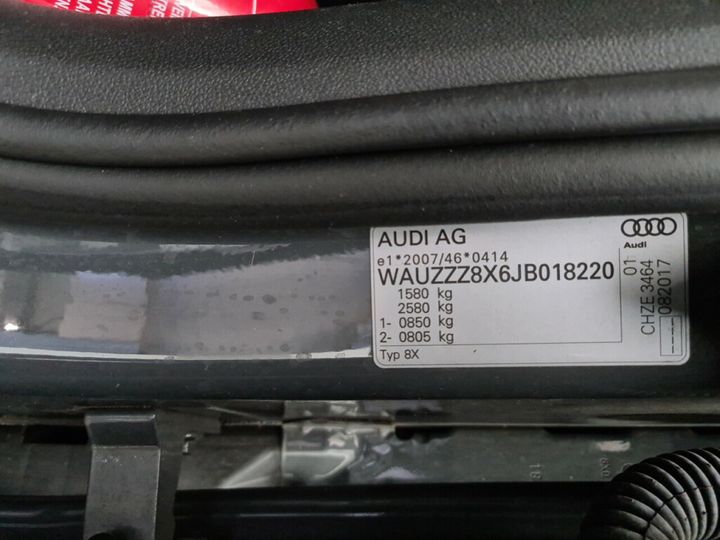 AUDI AG
Audi
e1*2007/46*0414
WAUZZZ8X6JB018220
1580 kg
2580 kg
1- 0850 kg
2- 0805 kg
Typ 8X
01
CHZE 3464
----082017